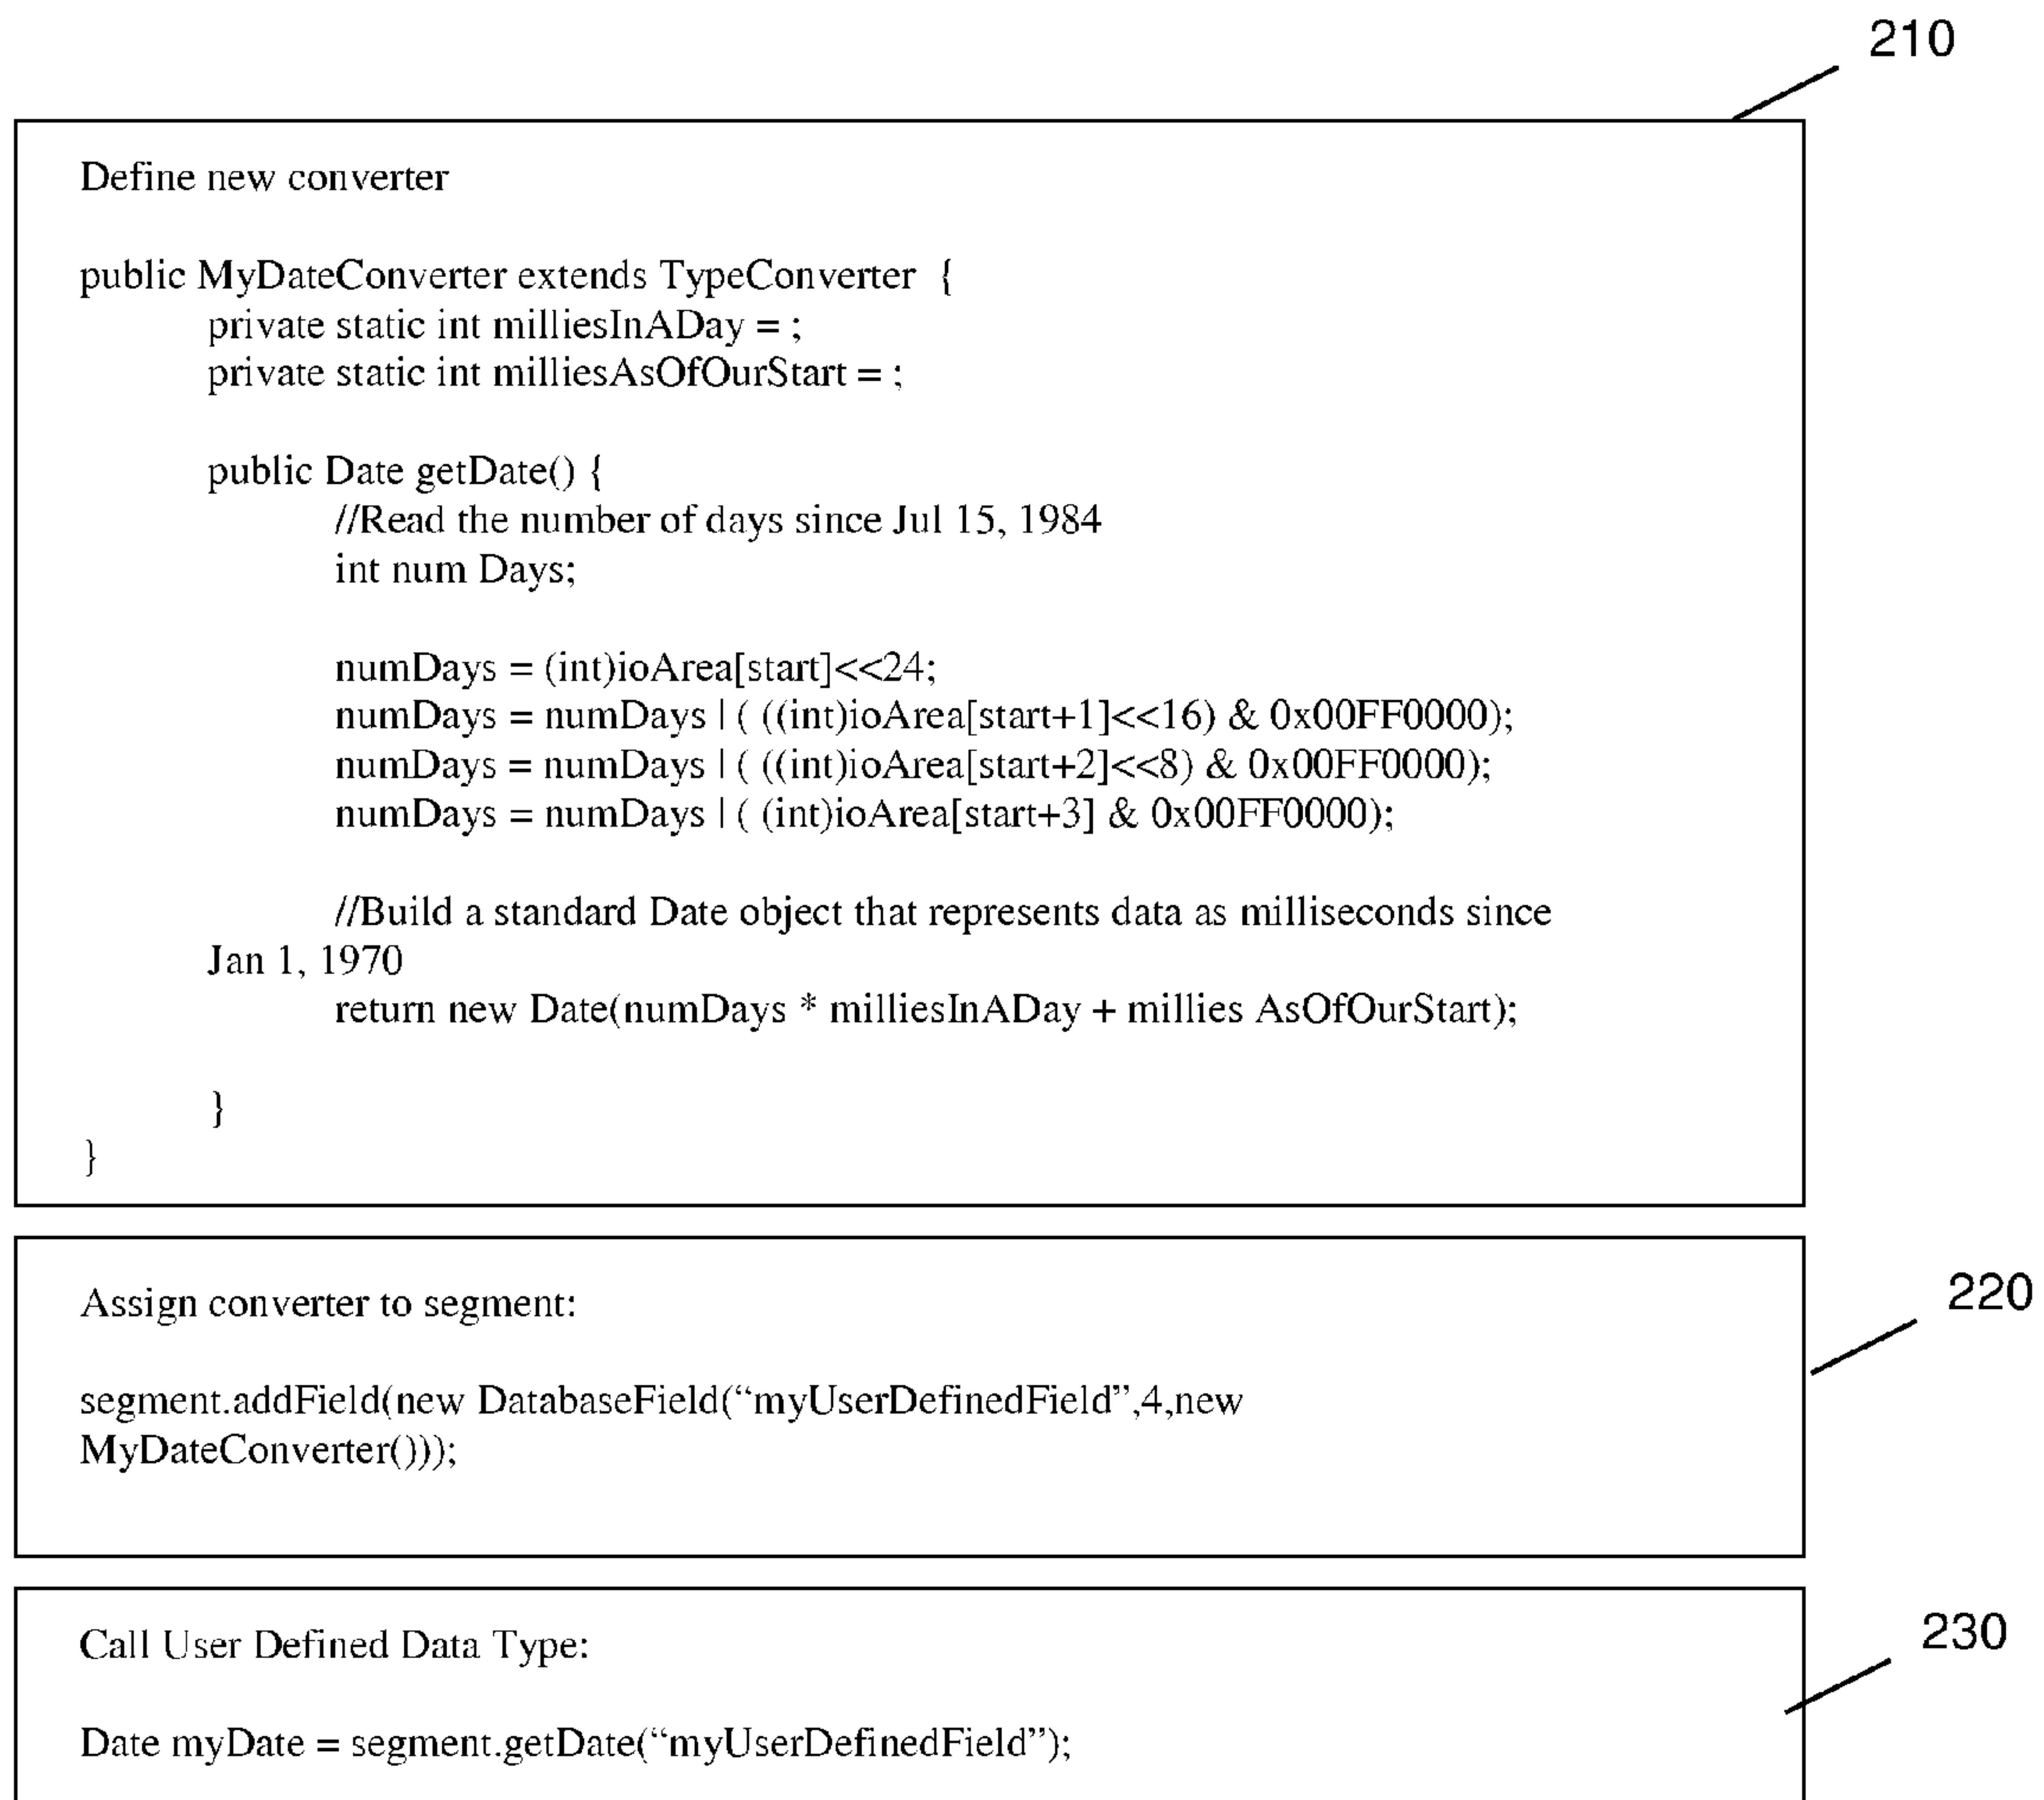 210
Define new converter
public MyDateConverter extends TypeConverter {
private static int milliesInADay = ;
private static int milliesAsOfOurStart = ;
public Date getDate() {
//Read the number of days since Jul 15, 1984
int num Days;
numDays = (int)ioArea[start]<<24;
numDays = numDays | ( ((int)ioArea[start+1]<<16) & 0x00FF0000);
numDays = numDays | ( ((int)ioArea[start+2]<<8) & 0x00FF0000);
numDays = numDays | ( (int)ioArea[start+3] & 0x00FF0000);
//Build a standard Date object that represents data as milliseconds since
Jan 1, 1970
return new Date(numDays * milliesInADay + millies AsOfOurStart);
}
}
220
Assign converter to segment:
segment.addField(new DatabaseField(“myUserDefinedField”,4,new
MyDateConverter()));
230
Call User Defined Data Type:
Date myDate = segment.getDate(“myUserDefinedField”);